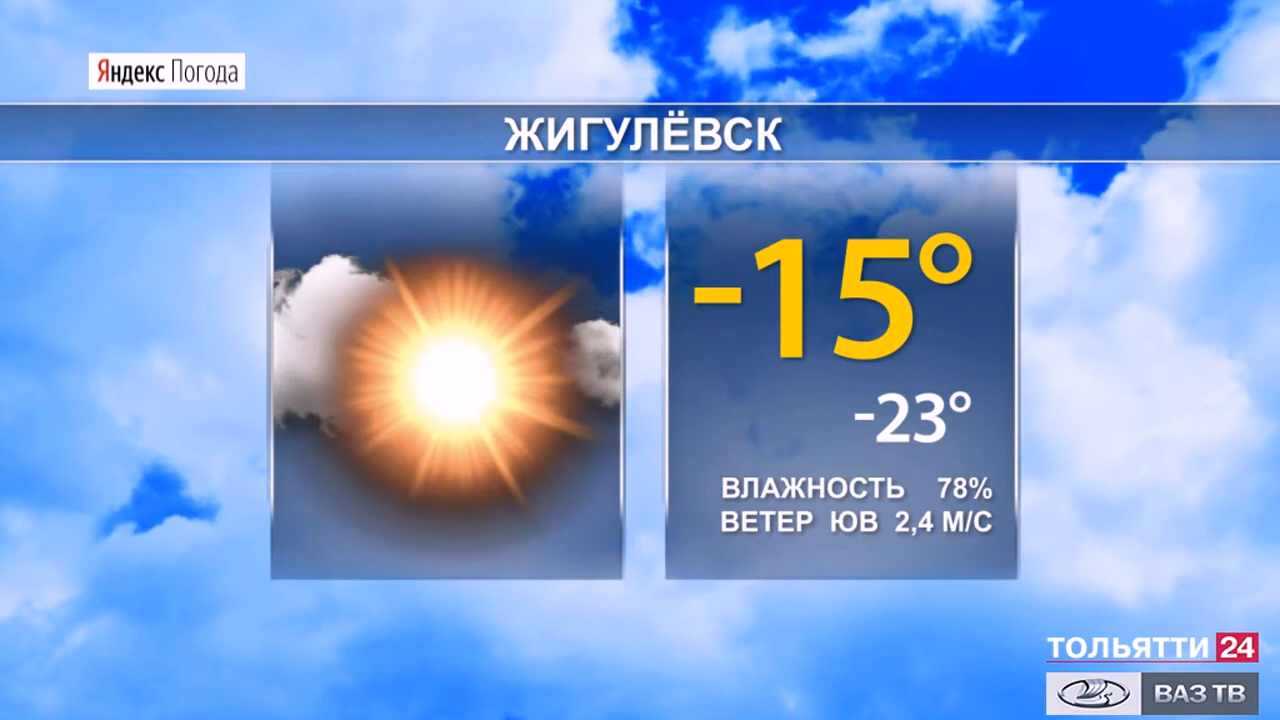 Яндекс Погода
ЖИГУЛЁВСК
-15°
-23°
ВЛАЖНОСТЬ 78%
ВЕТЕР ЮВ 2,4 М/С
ТОЛЬЯТТИ 24
ВАЗ ТВ